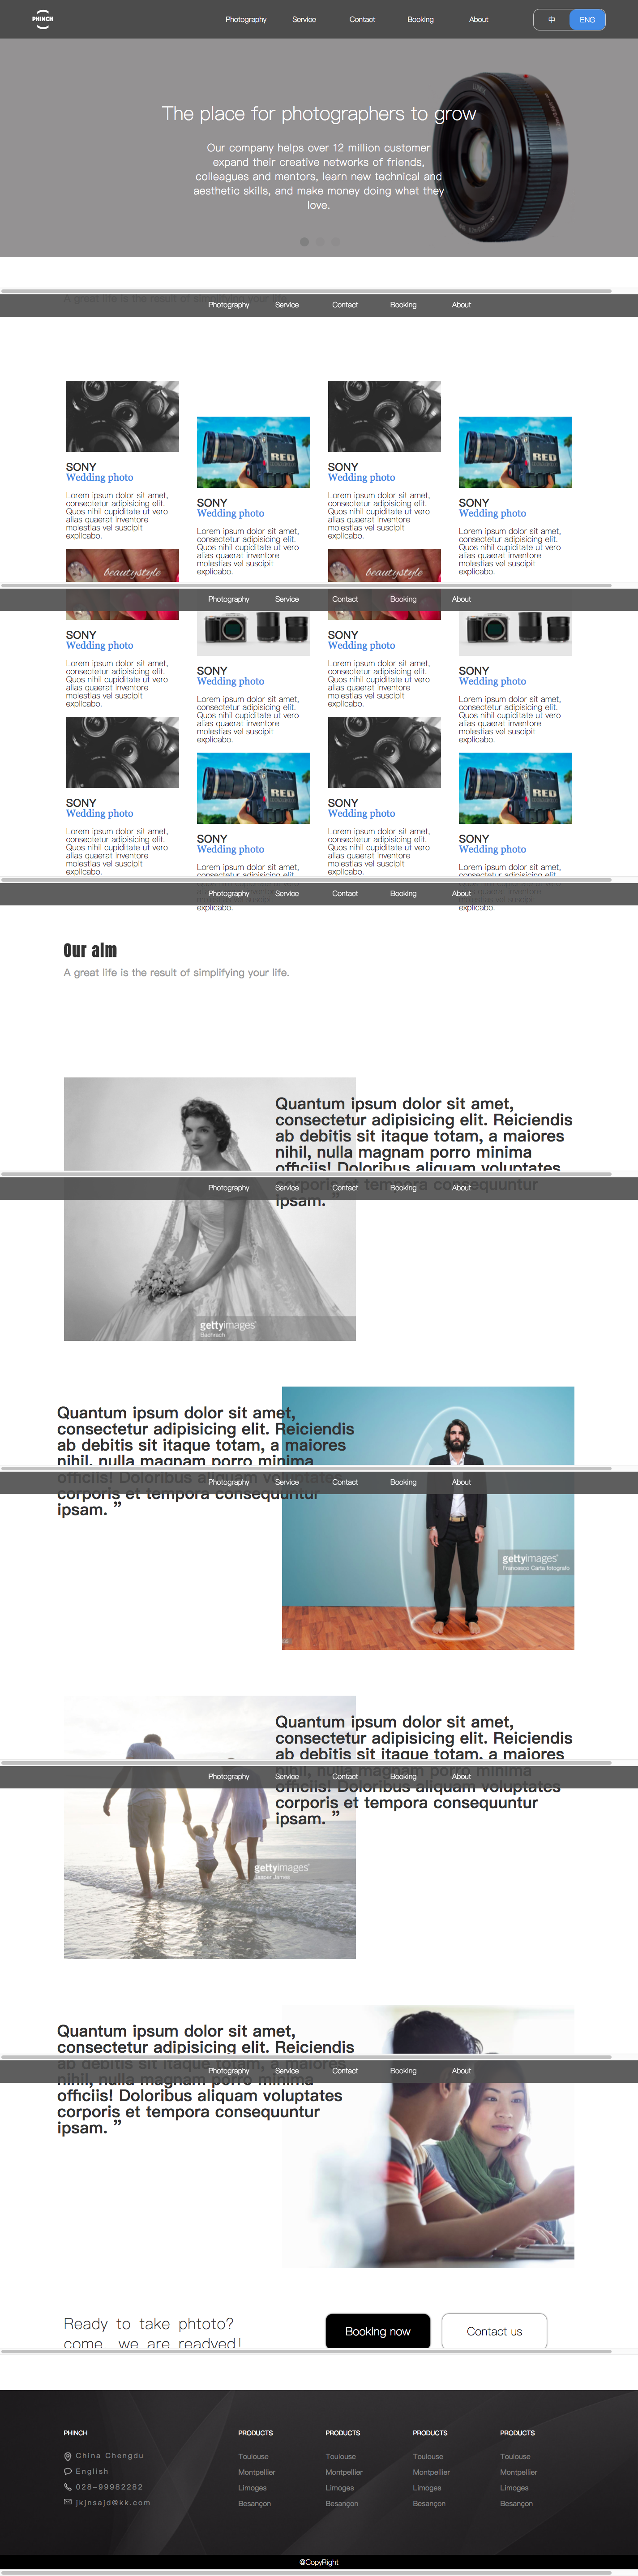 PHINCH
Photography Service Contact Booking About 中 ENG
The place for photographers to grow
Our company helps over 12 million customer
expand their creative networks of friends,
colleagues and mentors, learn new technical and
aesthetic skills, and make money doing what they
love.
Photography Service Contact Booking About
RED
RED
SONY
Wedding photo
Lorem ipsum dolor sit amet,
consectetur adipisicing elit.
Quos nihil cupiditate ut vero
alias quaerat inventore
molestias vel suscipit
explicabo.
SONY
Wedding photo
Lorem ipsum dolor sit amet,
consectetur adipisicing elit.
Quos nihil cupiditate ut vero
alias quaerat inventore
molestias vel suscipit
explicabo.
SONY
Wedding photo
Lorem ipsum dolor sit amet,
consectetur adipisicing elit.
Quos nihil cupiditate ut vero
alias quaerat inventore
molestias vel suscipit
explicabo.
SONY
Wedding photo
Lorem ipsum dolor sit amet,
consectetur adipisicing elit.
Quos nihil cupiditate ut vero
alias quaerat inventore
molestias vel suscipit
explicabo.
beautystyle
beautystyle
Photography Service Contact Booking About
SONY
Wedding photo
Lorem ipsum dolor sit amet,
consectetur adipisicing elit.
Quos nihil cupiditate ut vero
alias quaerat inventore
molestias vel suscipit
explicabo.
SONY
Wedding photo
Lorem ipsum dolor sit amet,
consectetur adipisicing elit.
Quos nihil cupiditate ut vero
alias quaerat inventore
molestias vel suscipit
explicabo.
SONY
Wedding photo
Lorem ipsum dolor sit amet,
consectetur adipisicing elit.
Quos nihil cupiditate ut vero
alias quaerat inventore
molestias vel suscipit
explicabo.
SONY
Wedding photo
Lorem ipsum dolor sit amet,
consectetur adipisicing elit.
Quos nihil cupiditate ut vero
alias quaerat inventore
molestias vel suscipit
explicabo.
RED
RED
SONY
Wedding photo
Lorem ipsum dolor sit amet,
consectetur adipisicing elit.
Quos nihil cupiditate ut vero
alias quaerat inventore
molestias vel suscipit
explicabo.
SONY
Wedding photo
Lorem ipsum dolor sit amet,
consectetur adipisicing elit.
explicabo.
SONY
Wedding photo
Lorem ipsum dolor sit amet,
consectetur adipisicing elit.
Quos nihil cupiditate ut vero
alias quaerat inventore
molestias vel suscipit
explicabo.
SONY
Wedding photo
Lorem ipsum dolor sit amet,
consectetur adipisicing elit.
explicabo.
Photography Service Contact Booking About
Our aim
A great life is the result of simplifying your life.
Quantum ipsum dolor sit amet,
consectetur adipisicing elit. Reiciendis
ab debitis sit itaque totam, a maiores
nihil, nulla magnam porro minima
officiis! Doloribus aliquam voluptates
corporis et tempora consequuntur
ipsam.
Photography Service Contact Booking About
gettyimages
Bachrach
Quantum ipsum dolor sit amet,
consectetur adipisicing elit. Reiciendis
ab debitis sit itaque totam, a maiores
nihil, nulla magnam porro minima
officiis! Doloribus aliquam voluptates
corporis et tempora consequuntur
ipsam. ”
Photography Service Contact Booking About
gettyimages
Francesco Carta fotografo
Quantum ipsum dolor sit amet,
consectetur adipisicing elit. Reiciendis
ab debitis sit itaque totam, a maiores
nihil, nulla magnam porro minima
officiis! Doloribus aliquam voluptates
corporis et tempora consequuntur
ipsam. ”
Photography Service Contact Booking About
gettyimages
Jasper James
Quantum ipsum dolor sit amet,
consectetur adipisicing elit. Reiciendis
ab debitis sit itaque totam, a maiores
nihil, nulla magnam porro minima
officiis! Doloribus aliquam voluptates
corporis et tempora consequuntur
ipsam. ”
Photography Service Contact Booking About
Ready to take phtoto?
come we are readyed!
Booking now
Contact us
PHINCH
China Chengdu
English
028-99982282
jkjnsajd@kk.com
PRODUCTS
Toulouse
Montpellier
Limoges
Besançon
PRODUCTS
Toulouse
Montpellier
Limoges
Besançon
PRODUCTS
Toulouse
Montpellier
Limoges
Besançon
PRODUCTS
Toulouse
Montpellier
Limoges
Besançon
@CopyRight